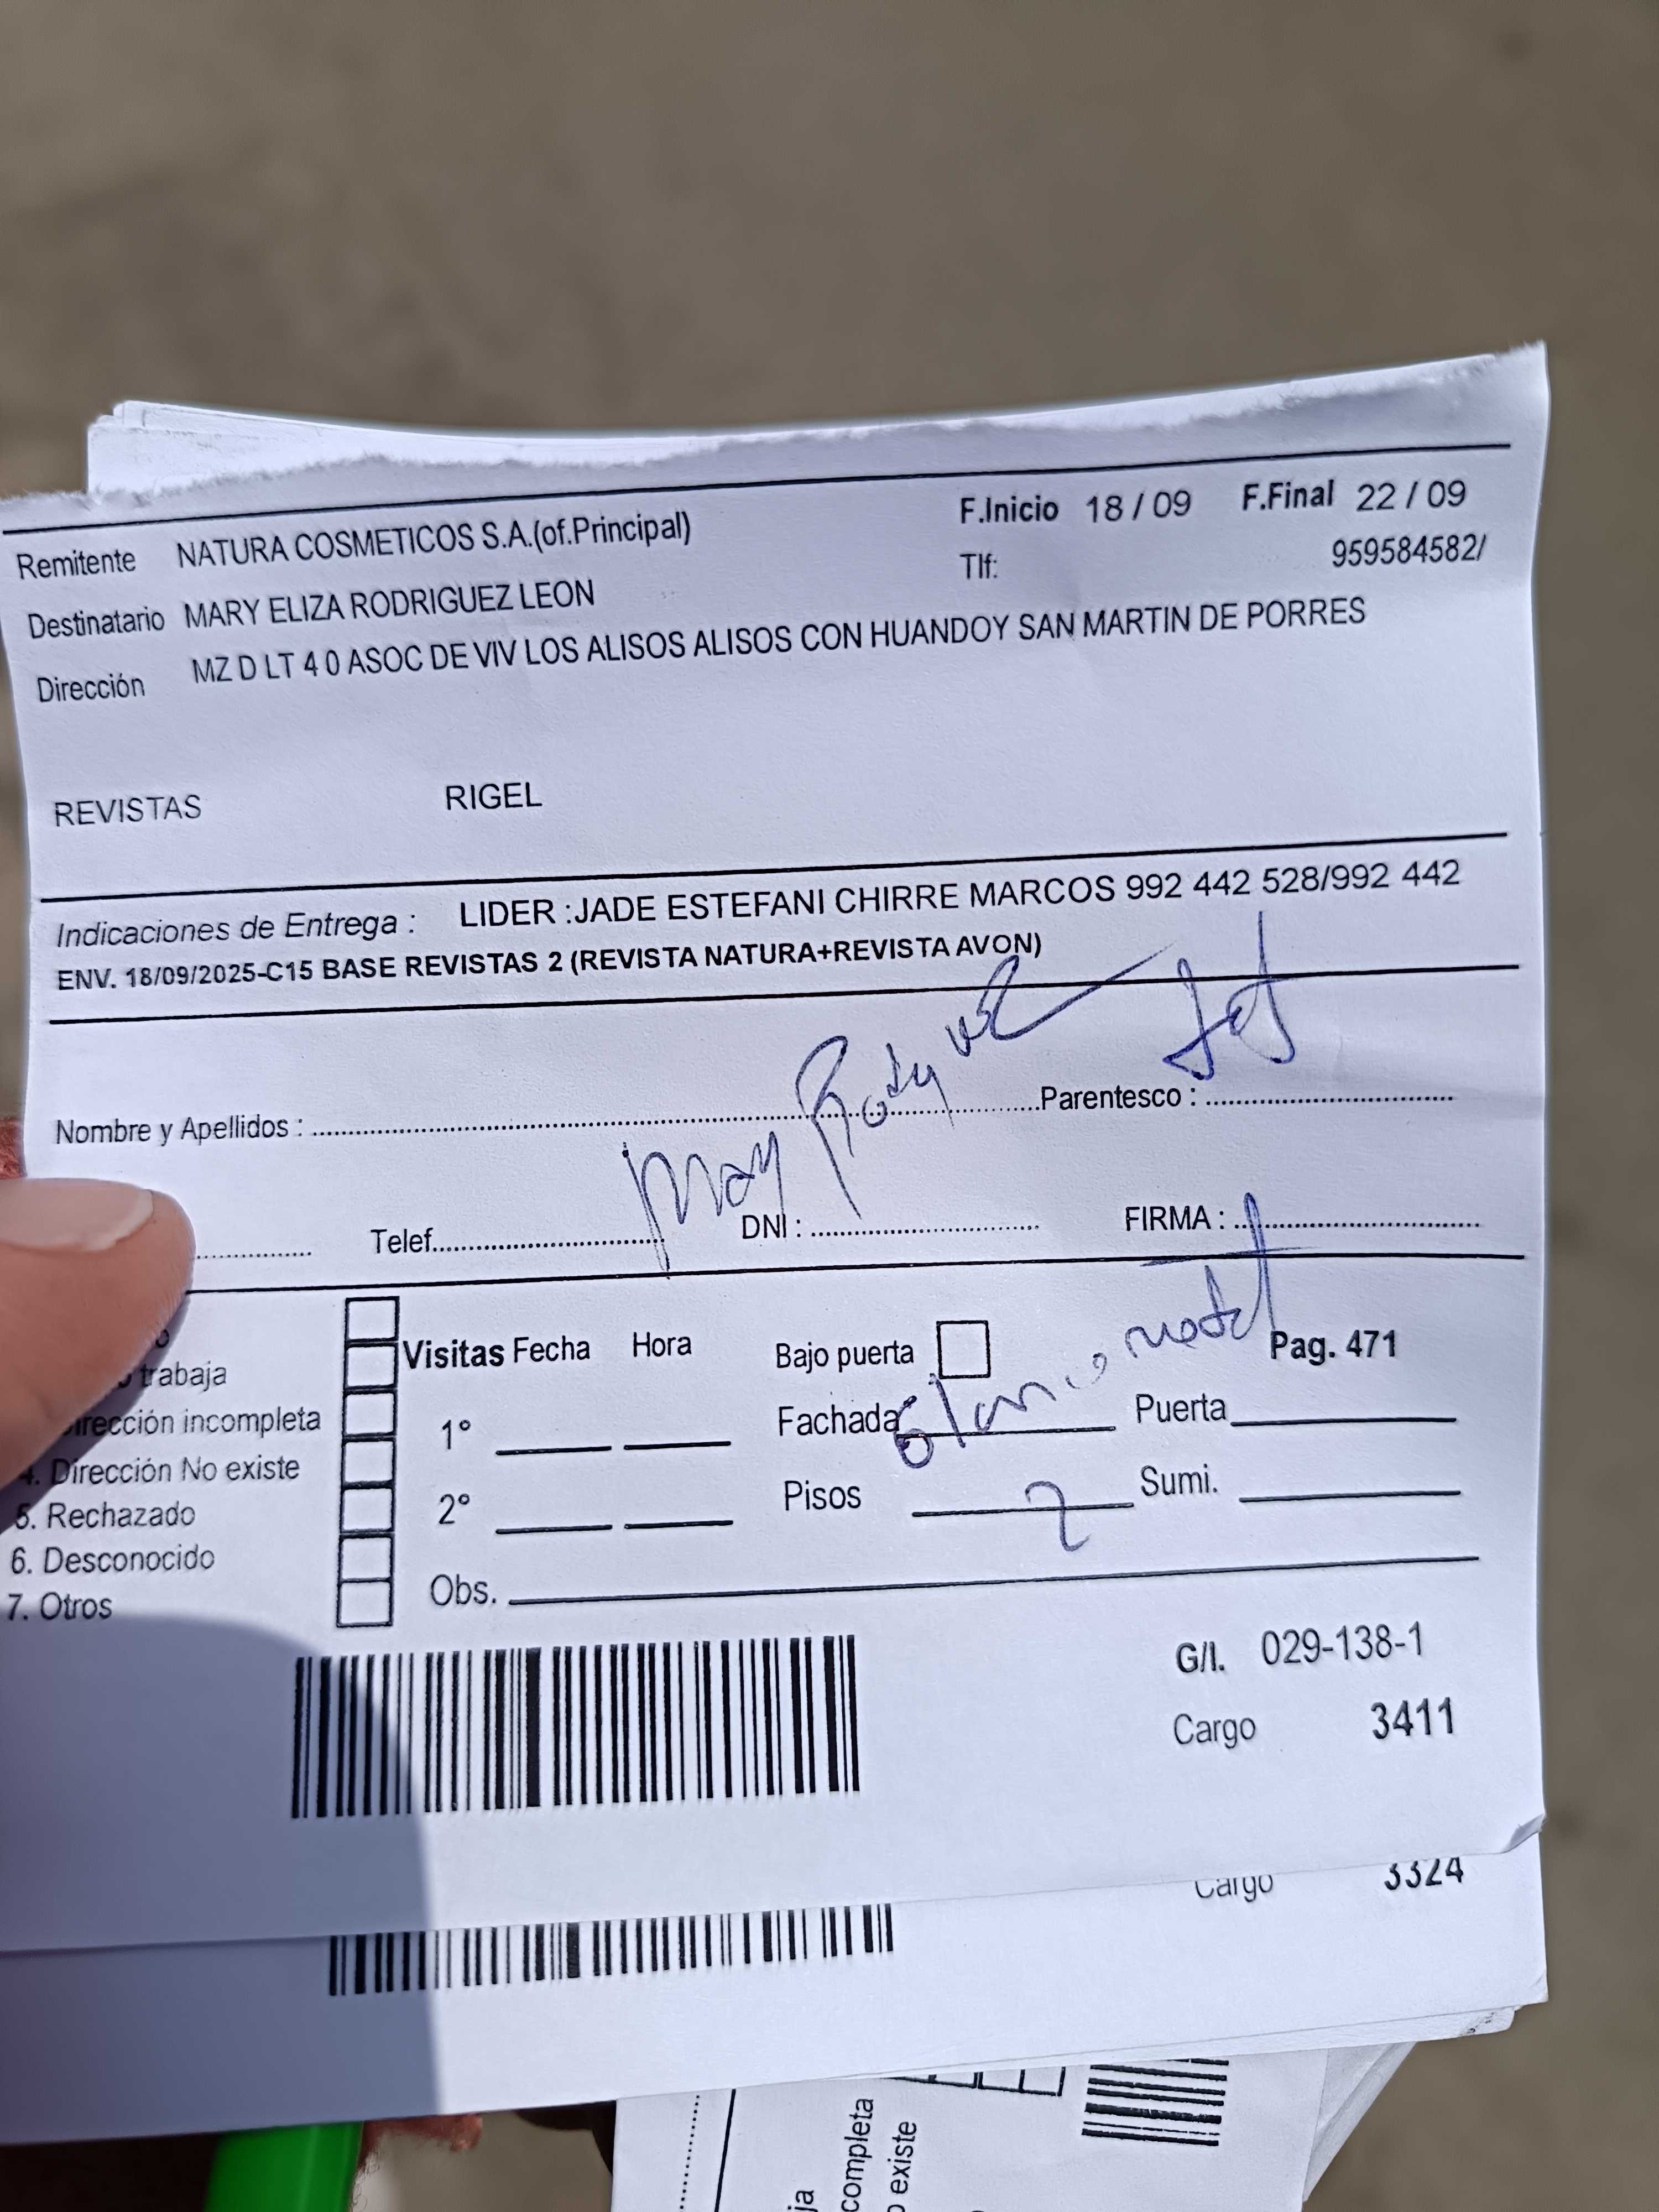 Remitente NATURA COSMETICOS S.A.(of.Principal) F.Inicio 18 / 09 F.Final 22 / 09
Destinatario MARY ELIZA RODRIGUEZ LEON Tlf: 959584582/
Dirección MZ D LT 4 0 ASOC DE VIV LOS ALISOS ALISOS CON HUANDOY SAN MARTIN DE PORRES
REVISTAS RIGEL
Indicaciones de Entrega : LIDER :JADE ESTEFANI CHIRRE MARCOS 992 442 528/992 442
ENV. 18/09/2025-C15 BASE REVISTAS 2 (REVISTA NATURA+REVISTA AVON)
Nombre y Apellidos : Parentesco :
Telef. DNI : FIRMA :
Visitas Fecha Hora Bajo puerta Pag. 471
trabaja
irección incompleta 1° Fachada Puerta
4. Dirección No existe
5. Rechazado 2° Pisos 2 Sumi.
6. Desconocido
7. Otros Obs.
G/I. 029-138-1
Cargo 3411
Cargo 3324
completa
existe